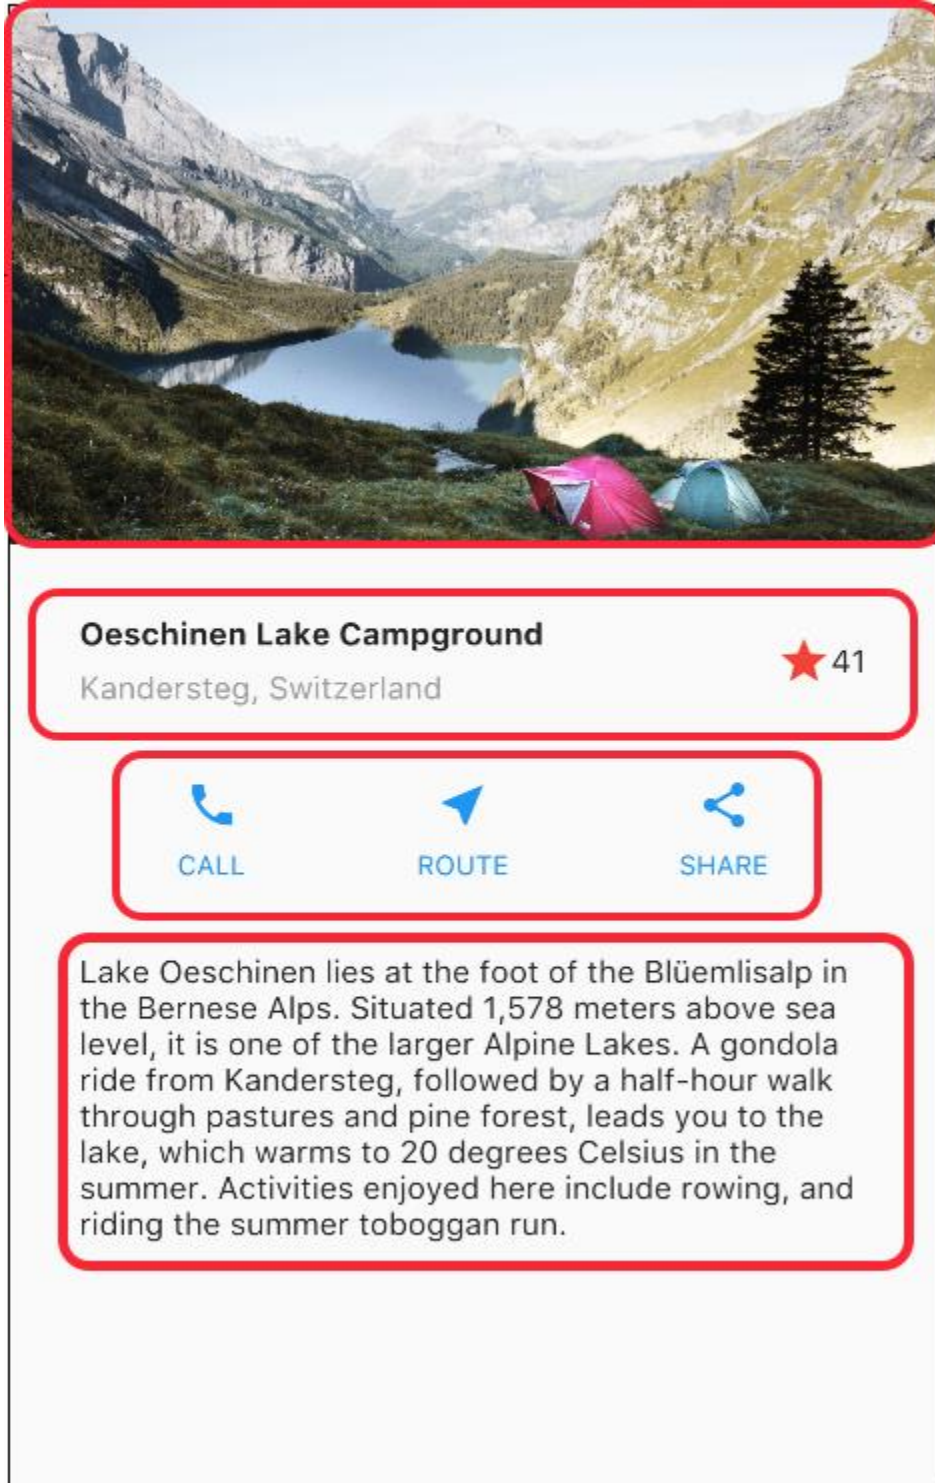 Oeschinen Lake Campground
Kandersteg, Switzerland
41
CALL ROUTE SHARE
Lake Oeschinen lies at the foot of the Blüemlisalp in
the Bernese Alps. Situated 1,578 meters above sea
level, it is one of the larger Alpine Lakes. A gondola
ride from Kandersteg, followed by a half-hour walk
through pastures and pine forest, leads you to the
lake, which warms to 20 degrees Celsius in the
summer. Activities enjoyed here include rowing, and
riding the summer toboggan run.